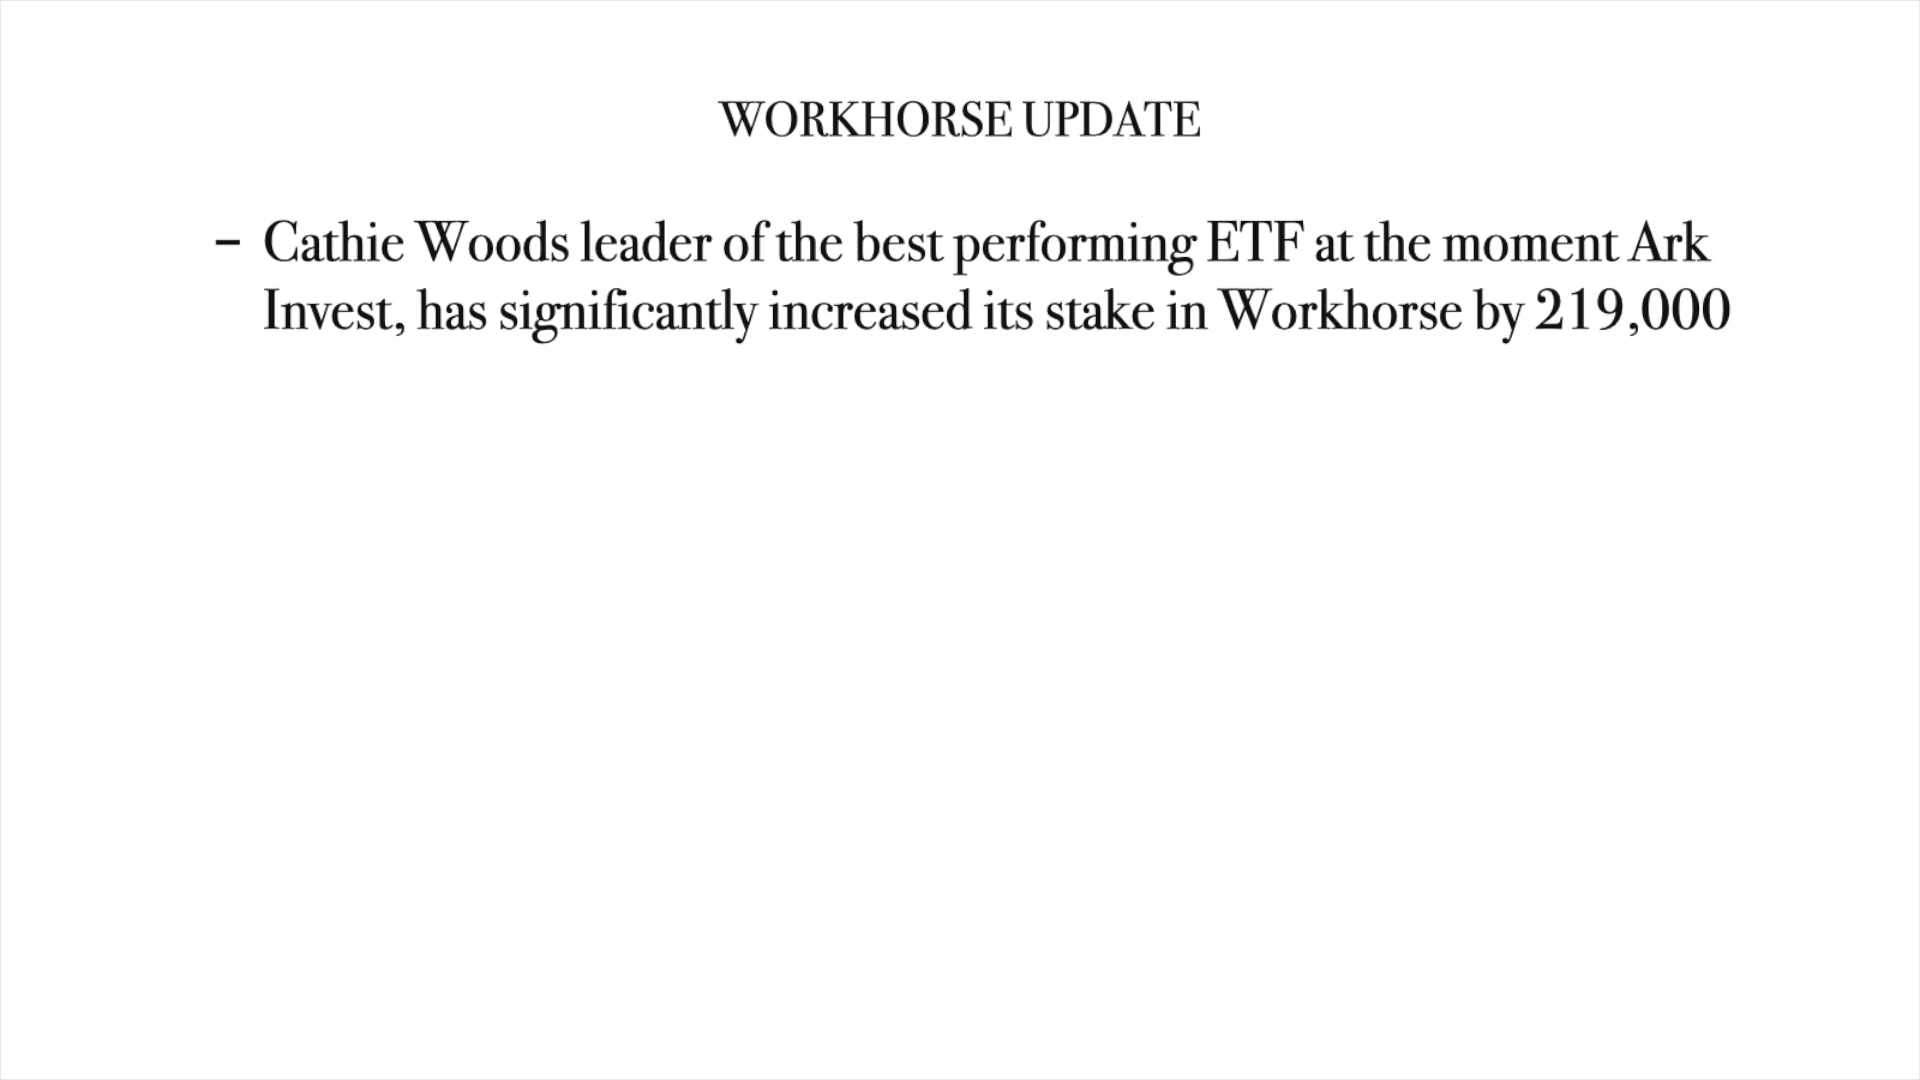 WORKHORSE UPDATE
– Cathie Woods leader of the best performing ETF at the moment Ark
Invest, has significantly increased its stake in Workhorse by 219,000